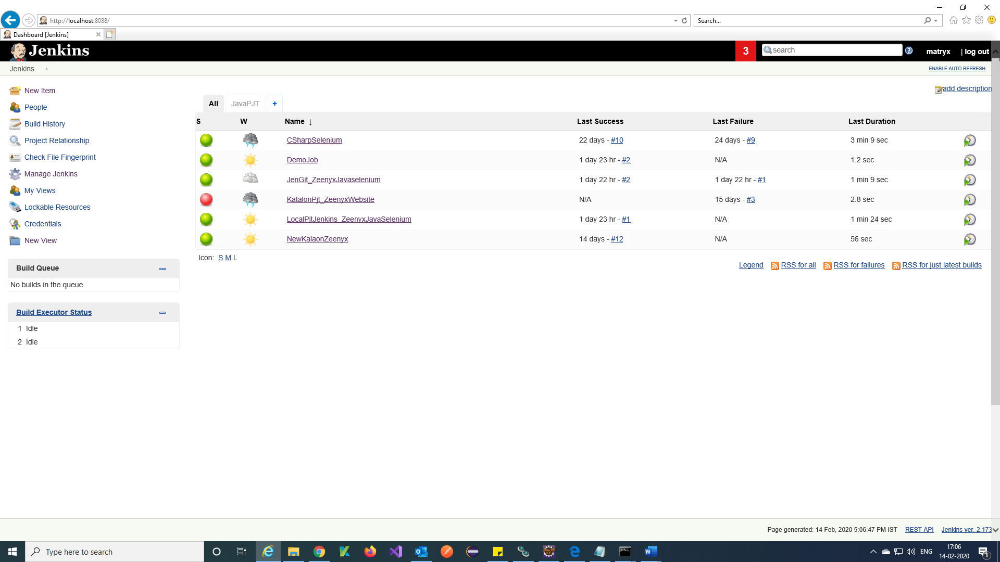 http://localhost:8088/
Search...
Dashboard [Jenkins]
Jenkins
3
search
matryx
| log out
Jenkins
ENABLE AUTO REFRESH
New Item
People
Build History
Project Relationship
Check File Fingerprint
Manage Jenkins
My Views
Lockable Resources
Credentials
New View
Build Queue
No builds in the queue.
Build Executor Status
1 Idle
2 Idle
add description
All JavaPJT +
S W Name ↓ Last Success Last Failure Last Duration
CSharpSelenium 22 days - #10 24 days - #9 3 min 9 sec
DemoJob 1 day 23 hr - #2 N/A 1.2 sec
JenGit_ZeenyxJavaselenium 1 day 22 hr - #2 1 day 22 hr - #1 1 min 9 sec
KatalonPjt_ZeenyxWebsite N/A 15 days - #3 2.8 sec
LocalPjtJenkins_ZeenyxJavaSelenium 1 day 23 hr - #1 N/A 1 min 24 sec
NewKalaonZeenyx 14 days - #12 N/A 56 sec
Icon: S M L
Legend RSS for all RSS for failures RSS for just latest builds
Page generated: 14 Feb, 2020 5:06:47 PM IST REST API Jenkins ver. 2.173
Type here to search
ENG
17:06
14-02-2020
1